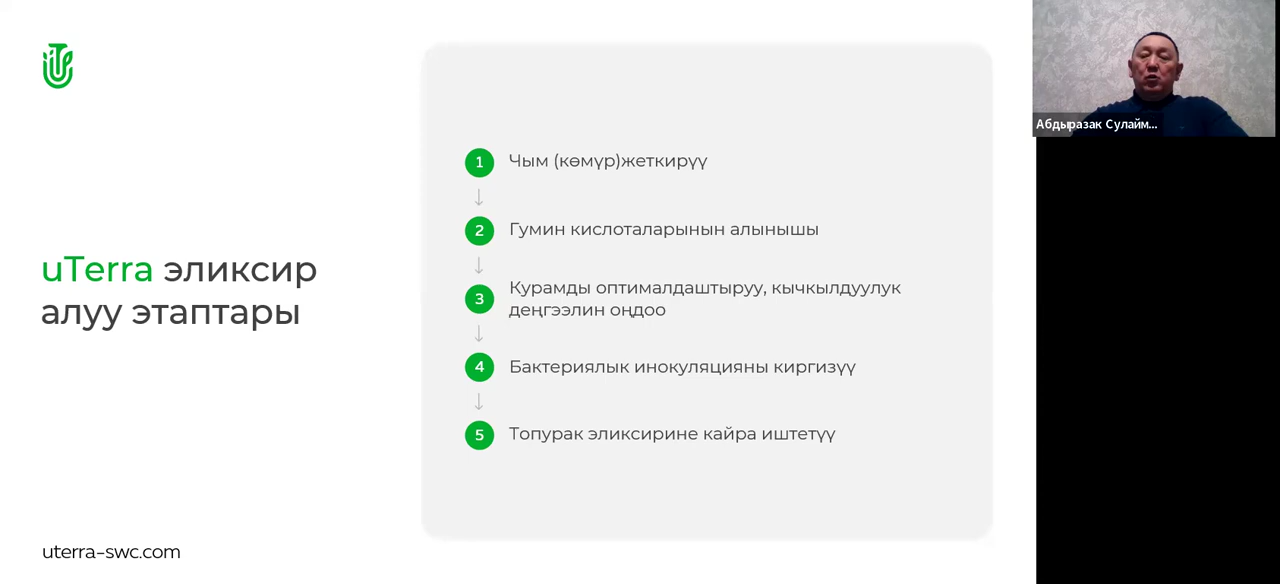 uTerra эликсир
алуу этаптары
1 Чым (көмүр)жеткирүү
2 Гумин кислоталарынын алынышы
3 Курамды оптималдаштыруу, кычкылдуулук
деңгээлин оңдоо
4 Бактериялык инокуляцияны киргизүү
5 Топурак эликсирине кайра иштетүү
uterra-swc.com
Абдыразак Сулайм...